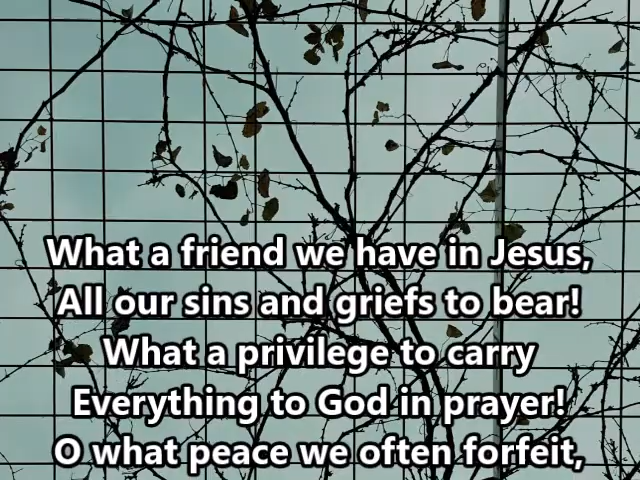 What a friend we have in Jesus,
All our sins and griefs to bear!
What a privilege to carry
Everything to God in prayer!
O what peace we often forfeit,